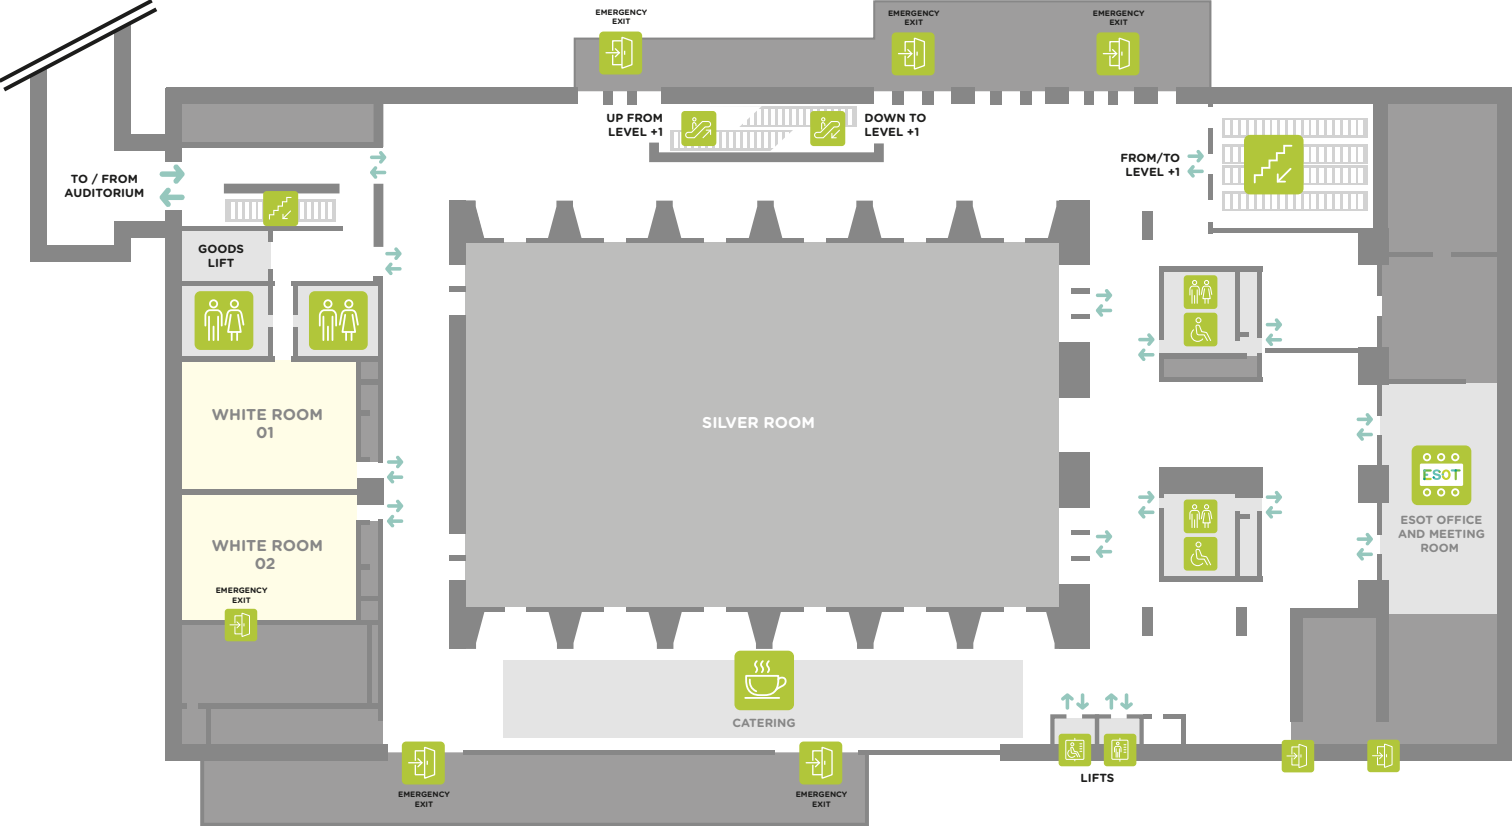 EMERGENCY
EXIT
EMERGENCY
EXIT
EMERGENCY
EXIT
UP FROM
LEVEL +1
DOWN TO
LEVEL +1
FROM/TO
LEVEL +1
TO / FROM
AUDITORIUM
GOODS
LIFT
WHITE ROOM
01
SILVER ROOM
ESOT
ESOT OFFICE
AND MEETING
ROOM
WHITE ROOM
02
EMERGENCY
EXIT
CATERING
LIFTS
EMERGENCY
EXIT
EMERGENCY
EXIT